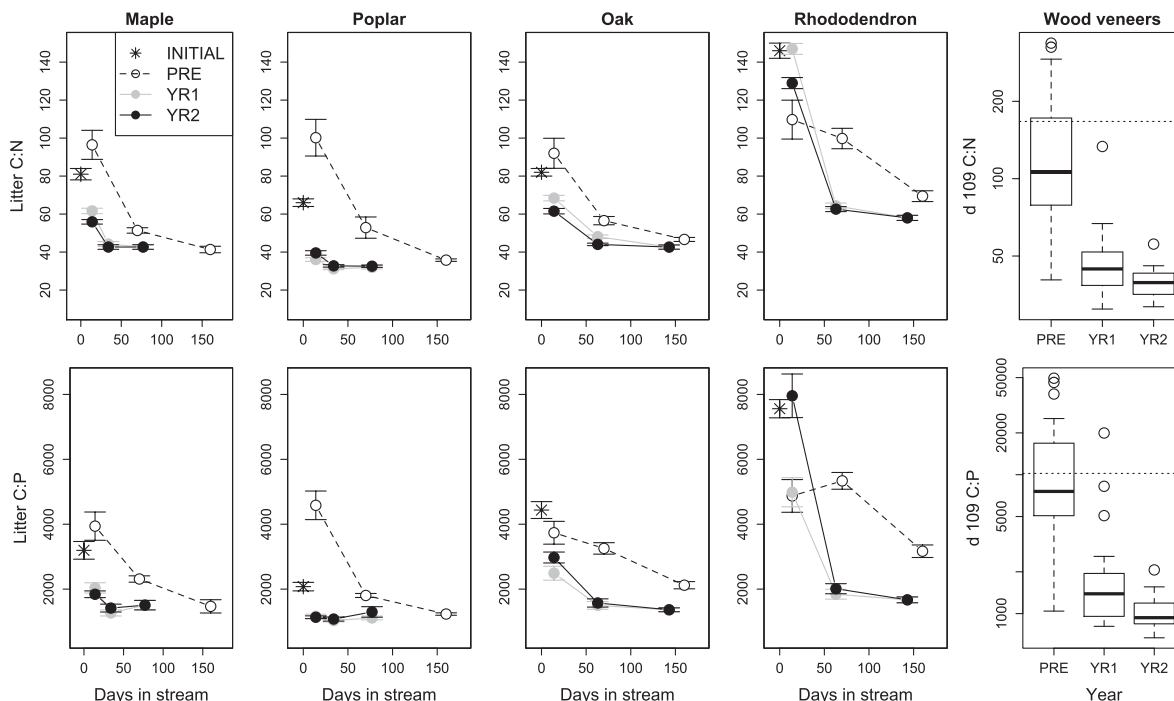 Maple
Poplar
Oak
Rhododendron
Wood veneers
INITIAL
PRE
YR1
YR2
Litter C:N
20 40 60 80 100 120 140
20 40 60 80 100 120 140
20 40 60 80 100 120 140
20 40 60 80 100 120 140
d 109 C:N
50 100 200
0 50 100 150
0 50 100 150
0 50 100 150
0 50 100 150
PRE YR1 YR2
Litter C:P
2000 4000 6000 8000
2000 4000 6000 8000
2000 4000 6000 8000
2000 4000 6000 8000
d 109 C:P
1000 5000 20000 50000
0 50 100 150
0 50 100 150
0 50 100 150
0 50 100 150
PRE YR1 YR2
Days in stream
Days in stream
Days in stream
Days in stream
Year